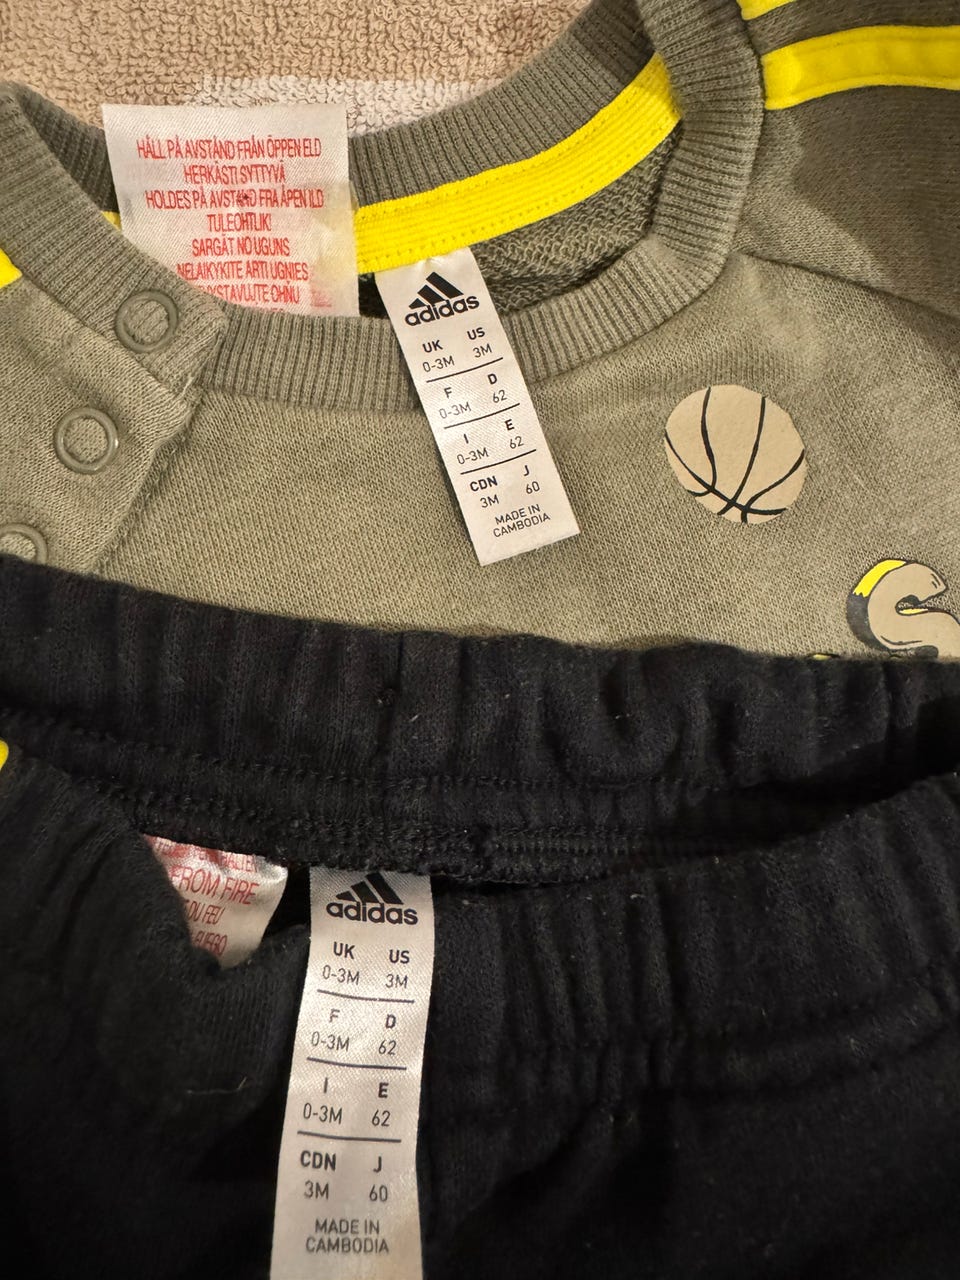 HÅLL PÅ AVSTÅND FRÅN ÖPPEN ELD
HERKÄSTI SYTTYVÄ
HOLDES PÅ AVSTAND FRA ÅPEN ILD
TULEOHTLIK!
SARGĀT NO UGUNS
NELAIKYKITE ARTI UGNIES
adidas
UK US
0-3M 3M
F D
0-3M 62
I E
0-3M 62
CDN J
3M 60
MADE IN
CAMBODIA
FROM FIRE
DU FEU
adidas
UK US
0-3M 3M
F D
0-3M 62
I E
0-3M 62
CDN J
3M 60
MADE IN
CAMBODIA